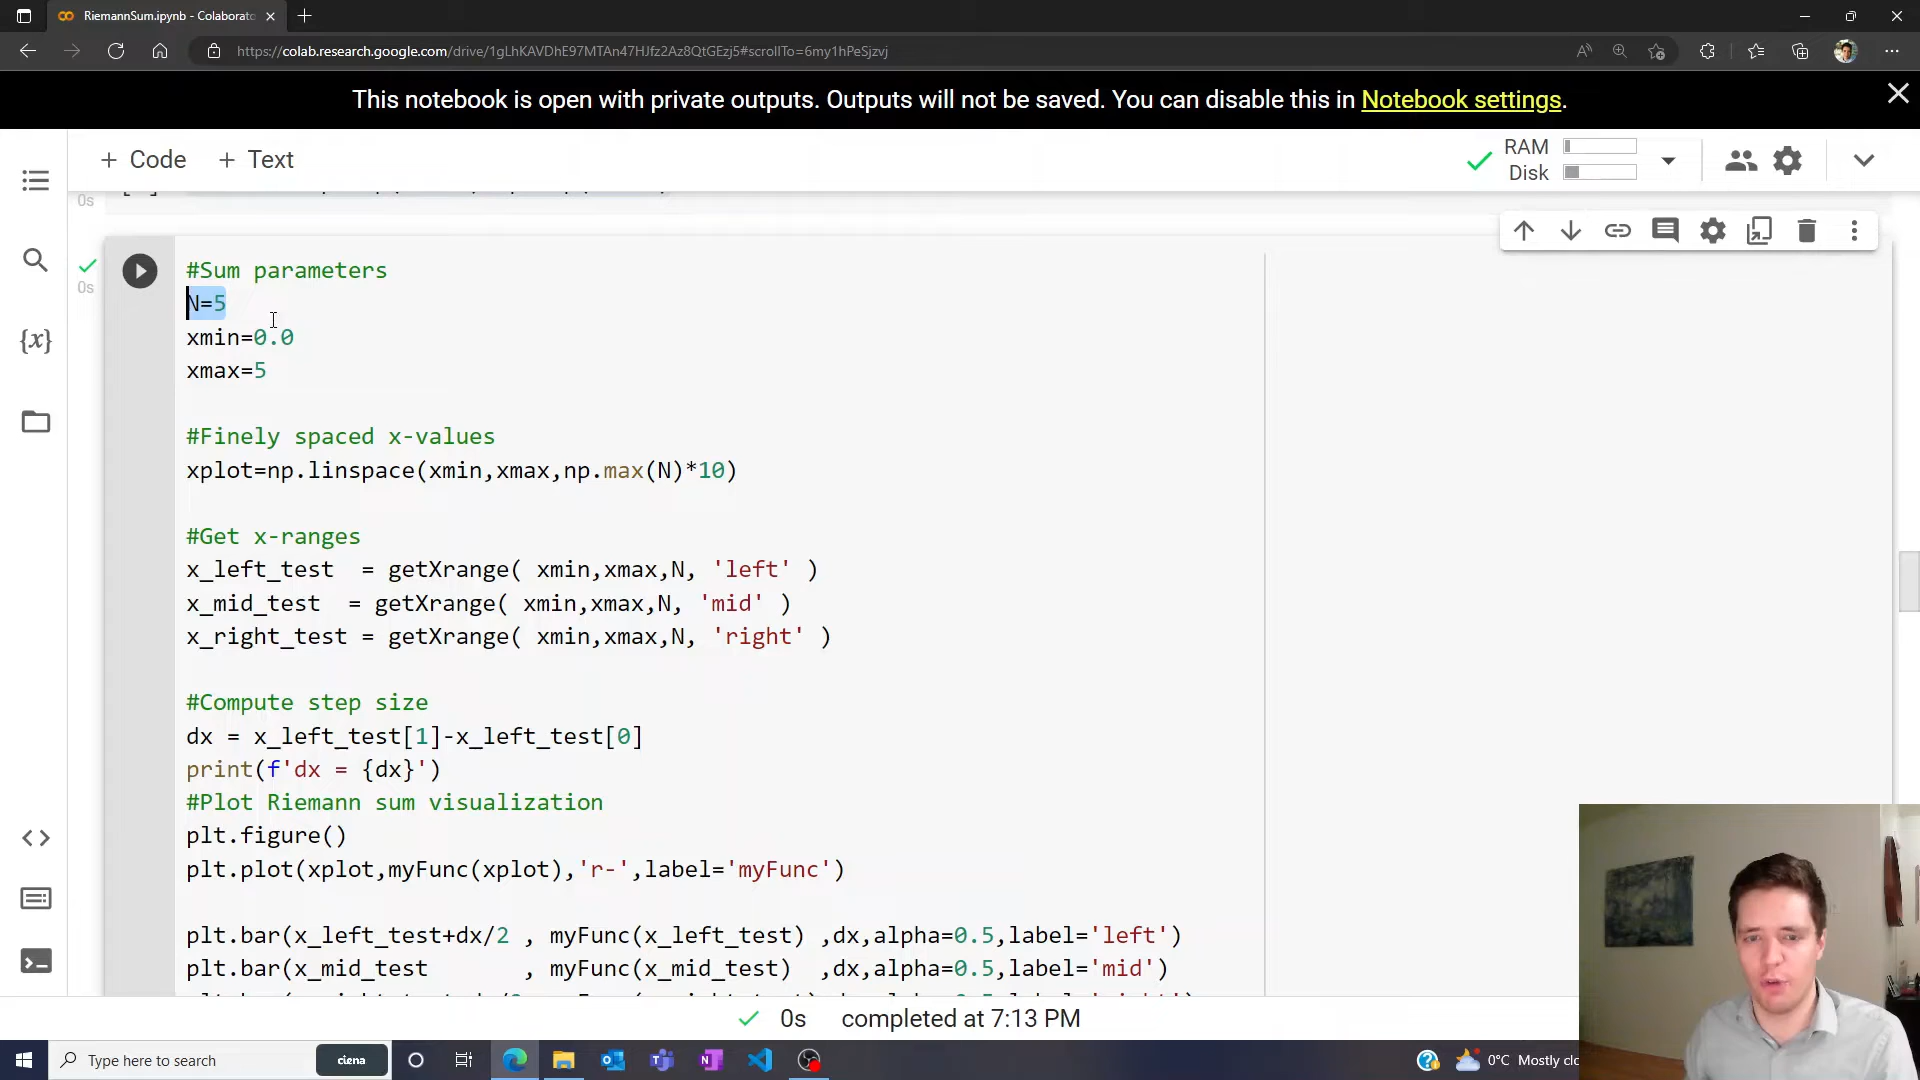 RiemannSum.ipynb - Colaborato
https://colab.research.google.com/drive/1gLhKAVDhE97MTAn47HJfz2Az8QtGEzj5#scrollTo=6my1hPeSjzvj
This notebook is open with private outputs. Outputs will not be saved. You can disable this in Notebook settings.
+ Code + Text
RAM
Disk
0s
0s
#Sum parameters
N=5
xmin=0.0
xmax=5
#Finely spaced x-values
xplot=np.linspace(xmin,xmax,np.max(N)*10)
#Get x-ranges
x_left_test  = getXrange( xmin,xmax,N, 'left' )
x_mid_test  = getXrange( xmin,xmax,N, 'mid' )
x_right_test = getXrange( xmin,xmax,N, 'right' )
#Compute step size
dx = x_left_test[1]-x_left_test[0]
print(f'dx = {dx}')
#Plot Riemann sum visualization
plt.figure()
plt.plot(xplot,myFunc(xplot),'r-',label='myFunc')
plt.bar(x_left_test+dx/2 , myFunc(x_left_test) ,dx,alpha=0.5,label='left')
plt.bar(x_mid_test       , myFunc(x_mid_test)  ,dx,alpha=0.5,label='mid')
0s completed at 7:13 PM
Type here to search
ciena
0°C Mostly clo